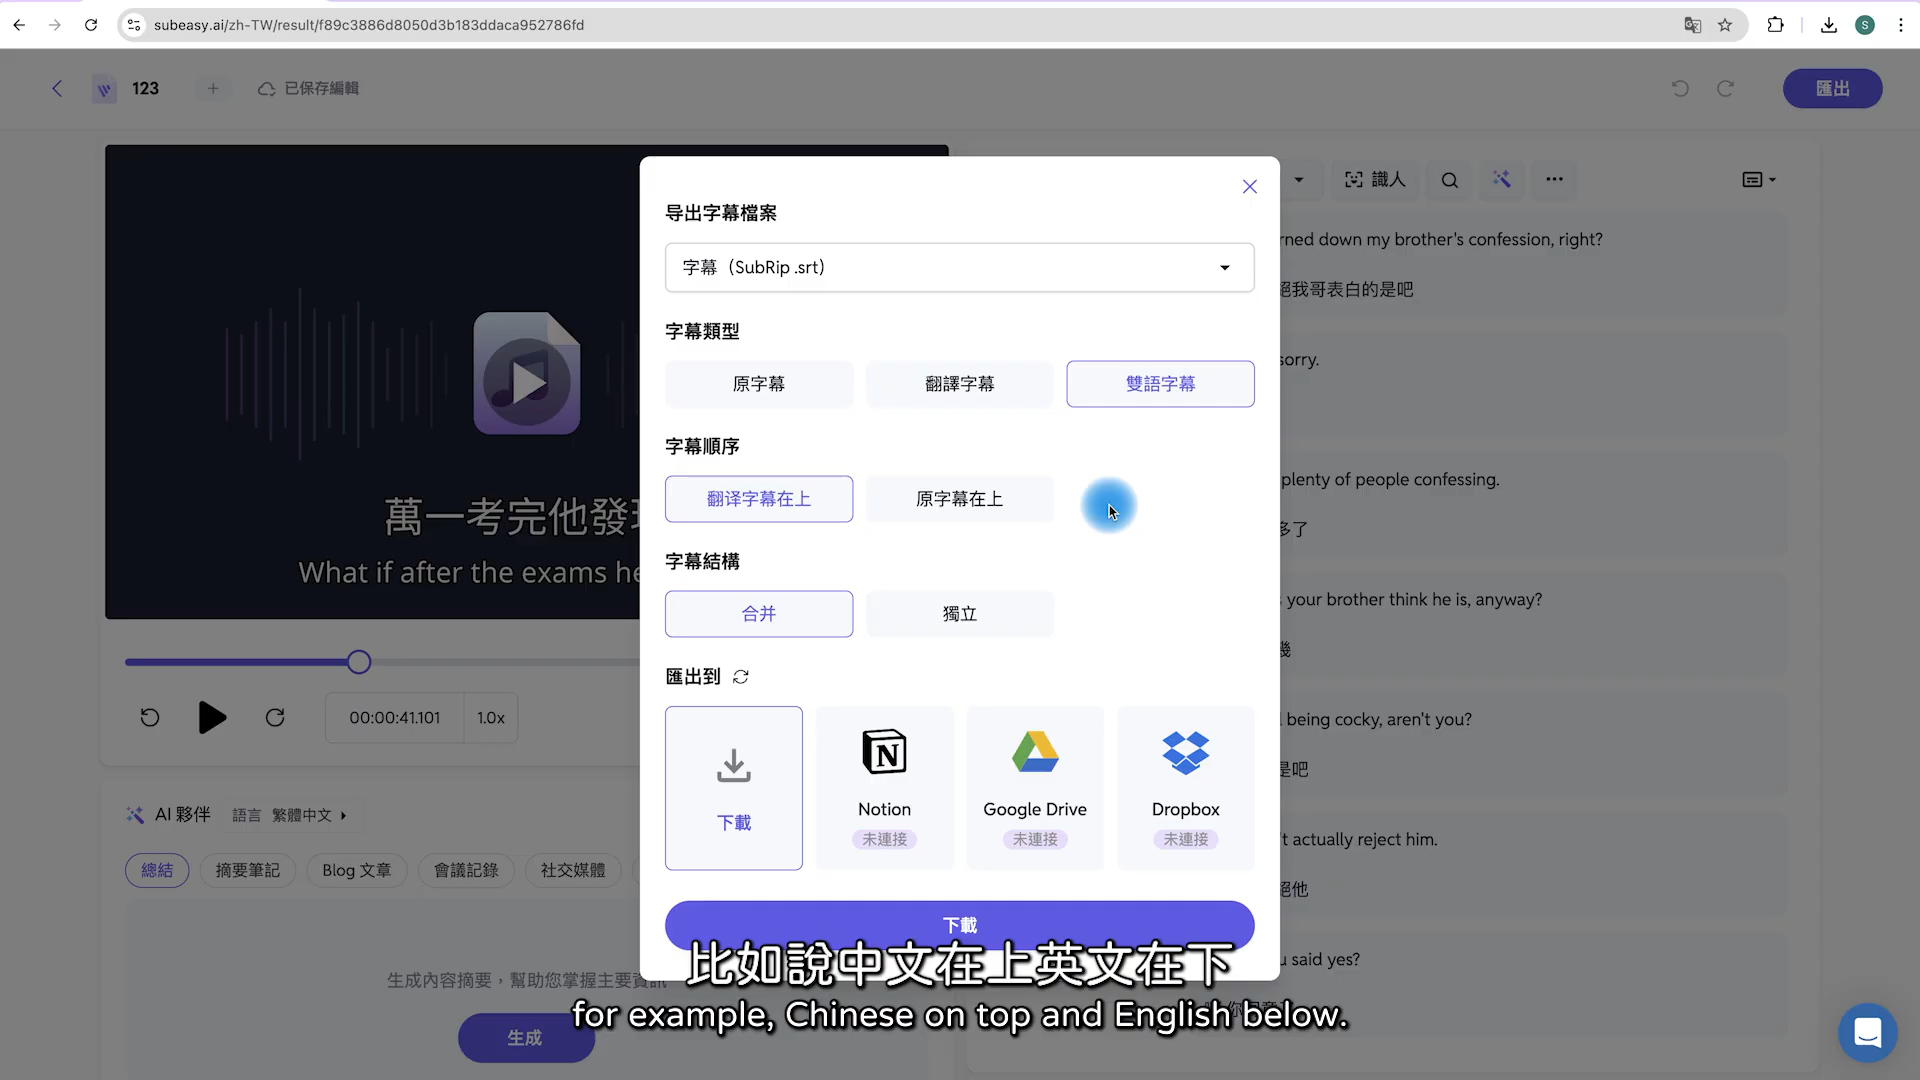 subeasy.ai/zh-TW/result/f89c3886d8050d3b183ddaca952786fd
S
123
已保存編輯
匯出
萬一考完他發
What if after the exams he
00:00:41.101
1.0x
AI 夥伴
語言 繁體中文
總結
摘要筆記
Blog 文章
會議記錄
社交媒體
生成內容摘要，幫助您掌握主要資訊
生成
导出字幕檔案
字幕（SubRip .srt）
字幕類型
原字幕
翻譯字幕
雙語字幕
字幕順序
翻译字幕在上
原字幕在上
字幕結構
合并
獨立
匯出到
下載
Notion
未連接
Google Drive
未連接
Dropbox
未連接
下載
識人
rned down my brother's confession, right?
絕我哥表白的是吧
sorry.
plenty of people confessing.
多了
your brother think he is, anyway?
being cocky, aren't you?
是吧
't actually reject him.
絕他
u said yes?
比如說中文在上英文在下
for example, Chinese on top and English below.